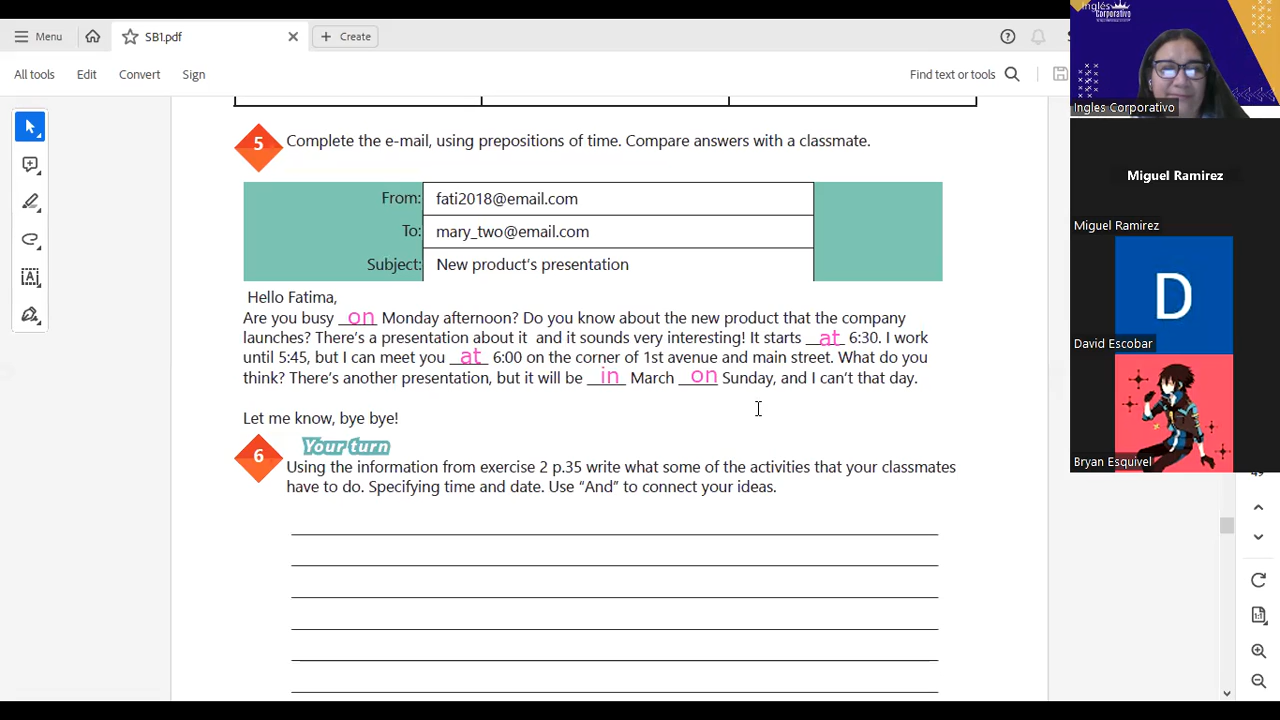 Menu
SB1.pdf
Create
All tools
Edit
Convert
Sign
Find text or tools
5
Complete the e-mail, using prepositions of time. Compare answers with a classmate.
From: fati2018@email.com
To: mary_two@email.com
Subject: New product's presentation
Hello Fatima,
Are you busy on Monday afternoon? Do you know about the new product that the company
launches? There's a presentation about it and it sounds very interesting! It starts at 6:30. I work
until 5:45, but I can meet you at 6:00 on the corner of 1st avenue and main street. What do you
think? There's another presentation, but it will be in March on Sunday, and I can't that day.
Let me know, bye bye!
Your turn
6
Using the information from exercise 2 p.35 write what some of the activities that your classmates
have to do. Specifying time and date. Use “And” to connect your ideas.
Inglés
corporativo
Ingles Corporativo
Miguel Ramirez
Miguel Ramirez
D
David Escobar
Bryan Esquivel
1:1